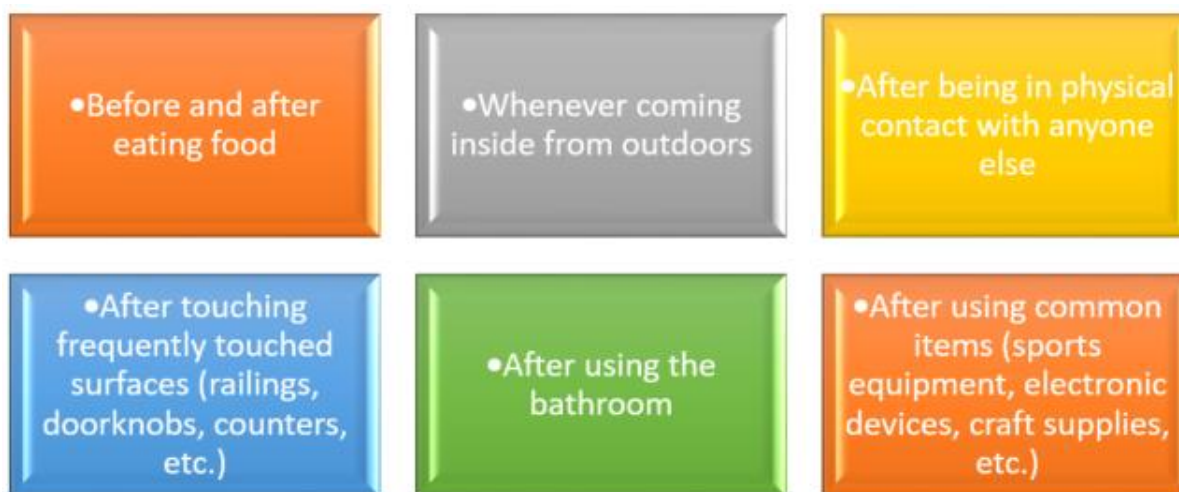 •Before and after
eating food
•Whenever coming
inside from outdoors
•After being in physical
contact with anyone
else
•After touching
frequently touched
surfaces (railings,
doorknobs, counters,
etc.)
•After using the
bathroom
•After using common
items (sports
equipment, electronic
devices, craft supplies,
etc.)